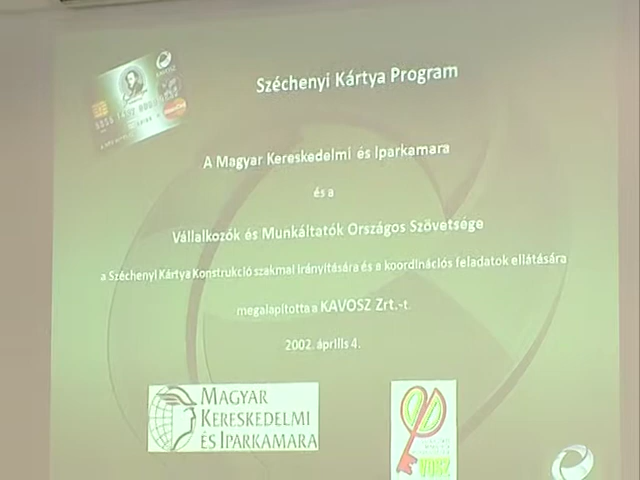 Széchenyi Kártya Program
A Magyar Kereskedelmi és Iparkamara
és a
Vállalkozók és Munkáltatók Országos Szövetsége
a Széchenyi Kártya Konstrukció szakmai irányítására és a koordinációs feladatok ellátására
megalapította a KAVOSZ Zrt.-t.
2002. április 4.
MAGYAR
KERESKEDELMI
ÉS IPARKAMARA
VOSZ